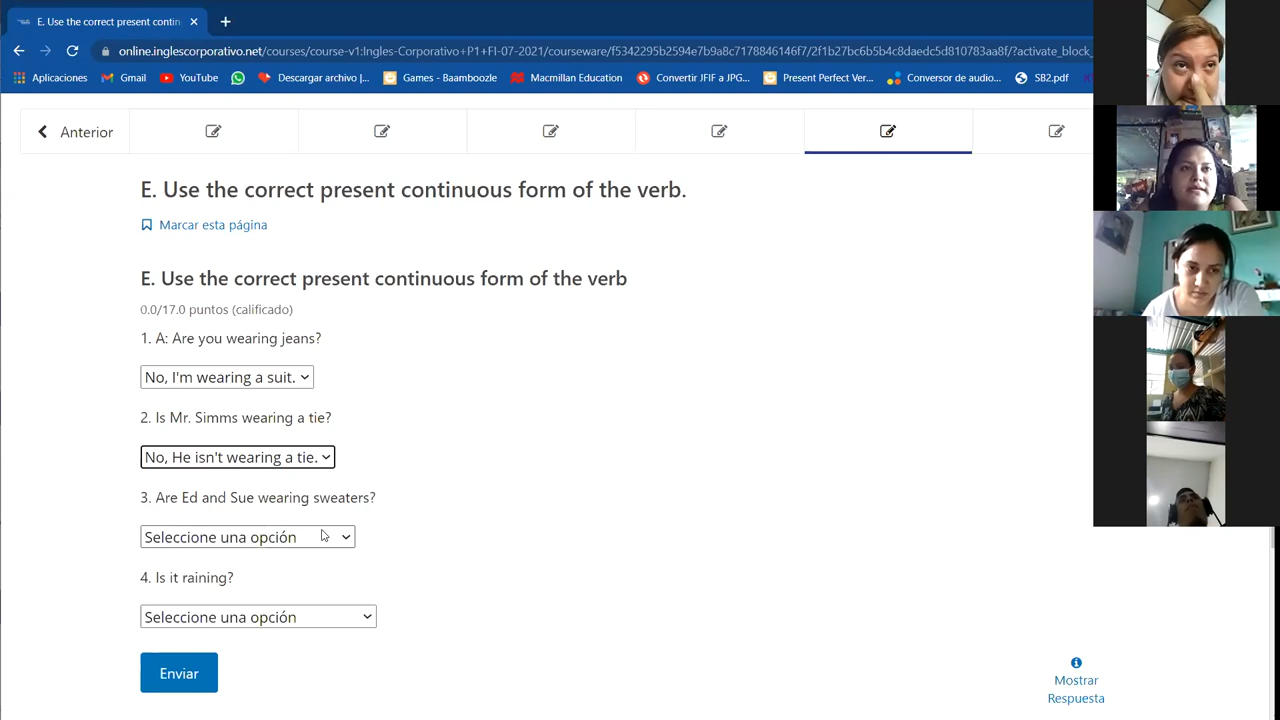 E. Use the correct present contin
online.inglescorporativo.net/courses/course-v1:Ingles-Corporativo+P1+FI-07-2021/courseware/f5342295b2594e7b9a8c7178846146f7/2f1b27bc6b5b4c8daedc5d810783aa8f/?activate_block_
Aplicaciones
Gmail
YouTube
Descargar archivo |...
Games - Baamboozle
Macmillan Education
Convertir JFIF a JPG...
Present Perfect Ver...
Conversor de audio...
SB2.pdf
Anterior
E. Use the correct present continuous form of the verb.
Marcar esta página
E. Use the correct present continuous form of the verb
0.0/17.0 puntos (calificado)
1. A: Are you wearing jeans?
No, I'm wearing a suit.
2. Is Mr. Simms wearing a tie?
No, He isn't wearing a tie.
3. Are Ed and Sue wearing sweaters?
Seleccione una opción
4. Is it raining?
Seleccione una opción
Enviar
Mostrar
Respuesta